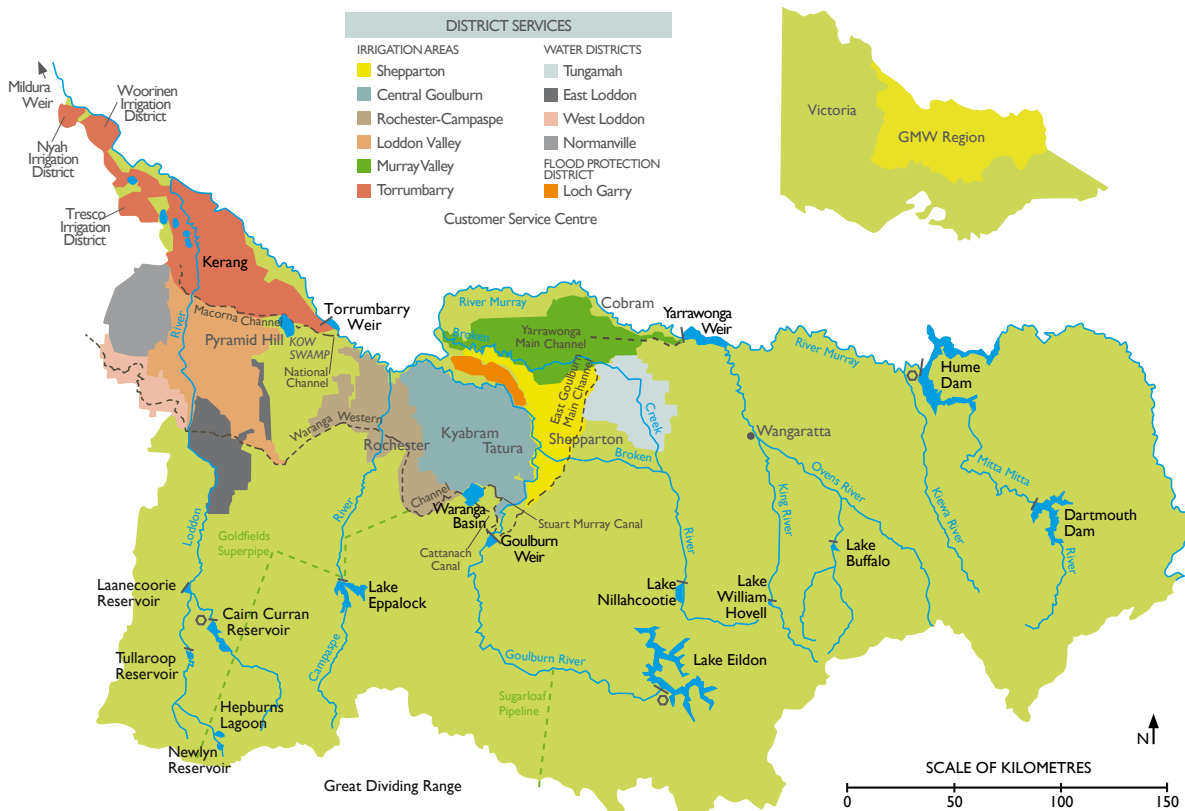 DISTRICT SERVICES
IRRIGATION AREAS
Shepparton
Central Goulburn
Rochester-Campaspe
Loddon Valley
Murray Valley
Torrumbarry
WATER DISTRICTS
Tungamah
East Loddon
West Loddon
Normanville
FLOOD PROTECTION
DISTRICT
Loch Garry
Customer Service Centre
Victoria
GMW Region
Mildura
Weir
Woorinen
Irrigation
District
Nyah
Irrigation
District
Tresco
Irrigation
District
Kerang
Torrumbarry
Weir
Macorna Channel
River
Pyramid Hill
KOW
SWAMP
National
Channel
River Murray
Cobram
Broken
Yarrawonga
Main Channel
Yarrawonga
Weir
River Murray
Hume
Dam
East Goulburn
Main Channel
Waranga Western
Rochester
Kyabram
Tatura
Shepparton
Creek
Broken
Wangaratta
Mitta Mitta
Ovens River
King River
Kiewa River
Dartmouth
Dam
River
Channel
Waranga
Basin
Stuart Murray Canal
Cattanach
Canal
Goulburn
Weir
River
Loddon
River
Goldfields
Superpipe
Lake
Buffalo
Laanecoorie
Reservoir
Lake
Eppalock
Lake
Nillahcootie
Lake
William
Hovell
Cairn Curran
Reservoir
Tullaroop
Reservoir
Campaspe
Goulburn River
Lake Eildon
Sugarloaf
Pipeline
Hepburns
Lagoon
Newlyn
Reservoir
Great Dividing Range
N
SCALE OF KILOMETRES
0 50 100 150